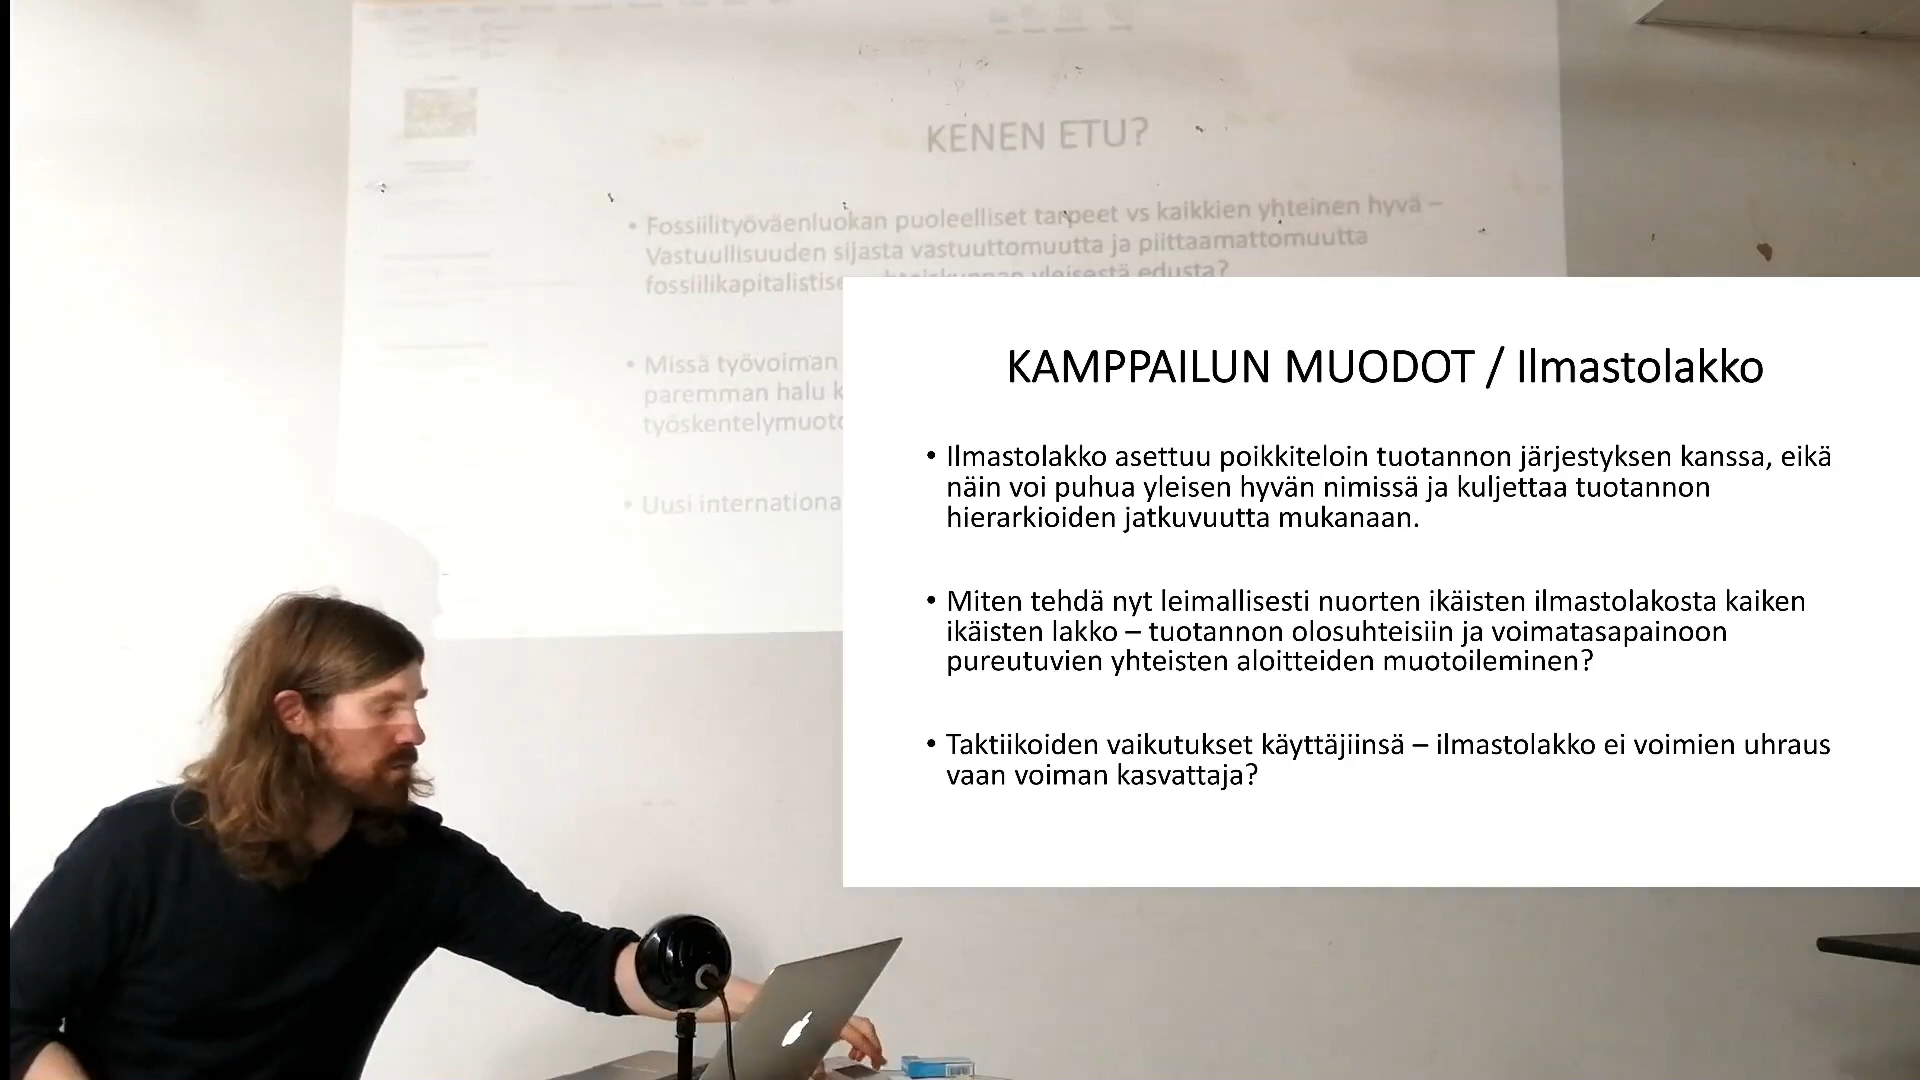 KENEN ETU?
• Fossiilityöväenluokan puoleelliset tarpeet vs kaikkien yhteinen hyvä –
Vastuullisuuden sijasta vastuuttomuutta ja piittaamattomuutta
yleisestä edusta?
• Missä työvoiman
paremman halu
• Uusi
KAMPPAILUN MUODOT / Ilmastolakko
• Ilmastolakko asettuu poikkiteloin tuotannon järjestyksen kanssa, eikä
näin voi puhua yleisen hyvän nimissä ja kuljettaa tuotannon
hierarkioiden jatkuvuutta mukanaan.
• Miten tehdä nyt leimallisesti nuorten ikäisten ilmastolakosta kaiken
ikäisten lakko – tuotannon olosuhteisiin ja voimatasapainoon
pureutuvien yhteisten aloitteiden muotoileminen?
• Taktiikoiden vaikutukset käyttäjiinsä – ilmastolakko ei voimien uhraus
vaan voiman kasvattaja?